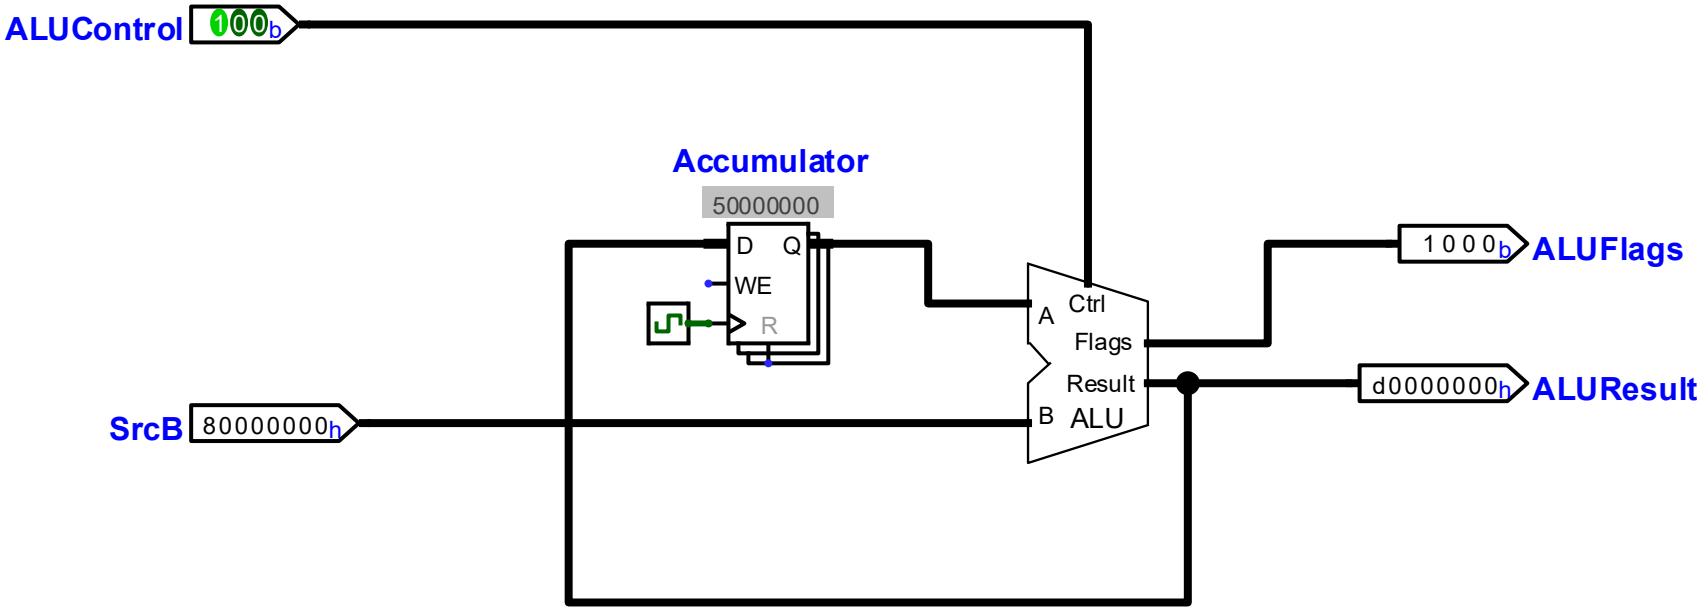 ALUControl 100b
Accumulator
50000000
D Q
WE
R
A Ctrl
Flags
Result
B ALU
1000b ALUFlags
d0000000h ALUResult
SrcB 80000000h